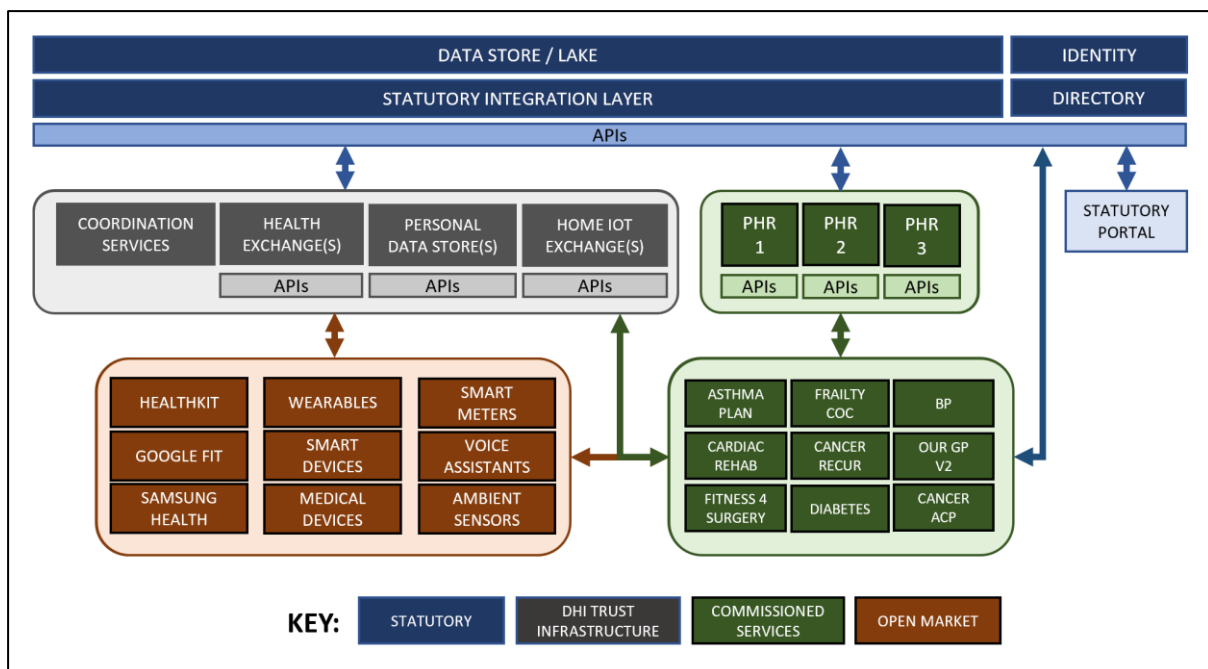 DATA STORE / LAKE
IDENTITY
STATUTORY INTEGRATION LAYER
DIRECTORY
APIs
COORDINATION
SERVICES
HEALTH
EXCHANGE(S)
PERSONAL
DATA STORE(S)
HOME IOT
EXCHANGE(S)
APIs
APIs
APIs
PHR
1
PHR
2
PHR
3
APIs
APIs
APIs
STATUTORY
PORTAL
HEALTHKIT
WEARABLES
SMART
METERS
GOOGLE FIT
SMART
DEVICES
VOICE
ASSISTANTS
SAMSUNG
HEALTH
MEDICAL
DEVICES
AMBIENT
SENSORS
ASTHMA
PLAN
FRAILTY
COC
BP
CARDIAC
REHAB
CANCER
RECUR
OUR GP
V2
FITNESS 4
SURGERY
DIABETES
CANCER
ACP
KEY:
STATUTORY
DHI TRUST
INFRASTRUCTURE
COMMISSIONED
SERVICES
OPEN MARKET